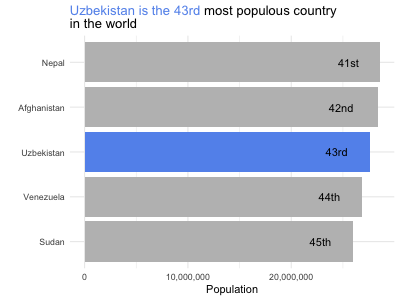 Uzbekistan is the 43rd most populous country
in the world
Nepal
41st
Afghanistan
42nd
Uzbekistan
43rd
Venezuela
44th
Sudan
45th
0
10,000,000
20,000,000
Population